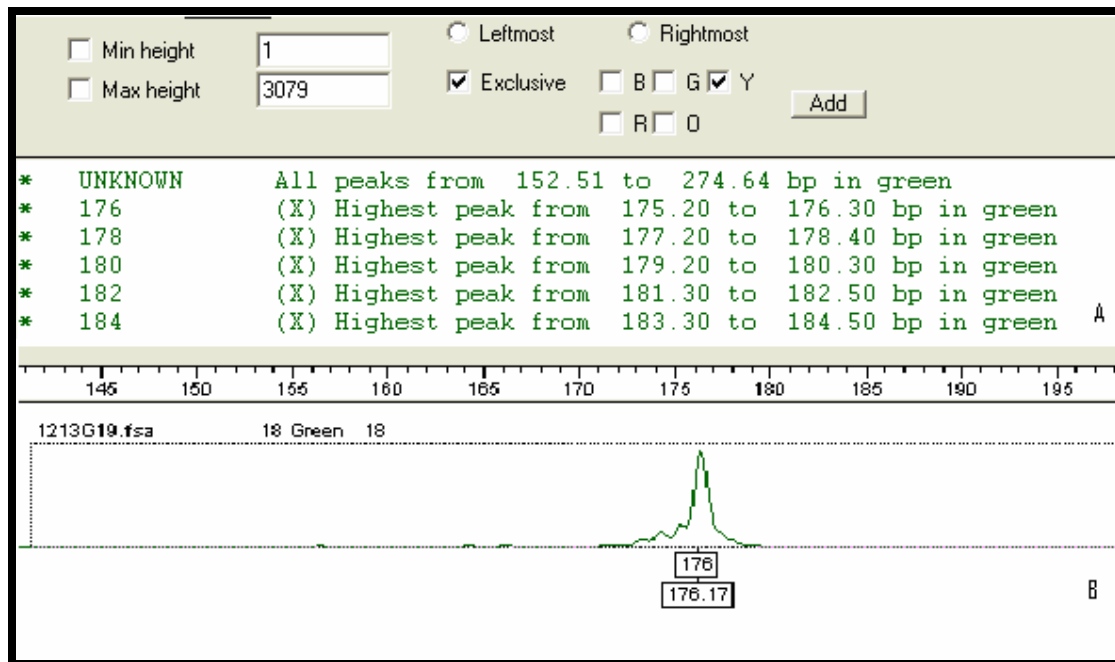 Min height 1 Leftmost Rightmost
Max height 3079 Exclusive B G Y Add
R O
* UNKNOWN All peaks from 152.51 to 274.64 bp in green
* 176 (X) Highest peak from 175.20 to 176.30 bp in green
* 178 (X) Highest peak from 177.20 to 178.40 bp in green
* 180 (X) Highest peak from 179.20 to 180.30 bp in green
* 182 (X) Highest peak from 181.30 to 182.50 bp in green
* 184 (X) Highest peak from 183.30 to 184.50 bp in green A
145 150 155 160 165 170 175 180 185 190 195
1213G19.fsa 18 Green 18
176
176.17 B